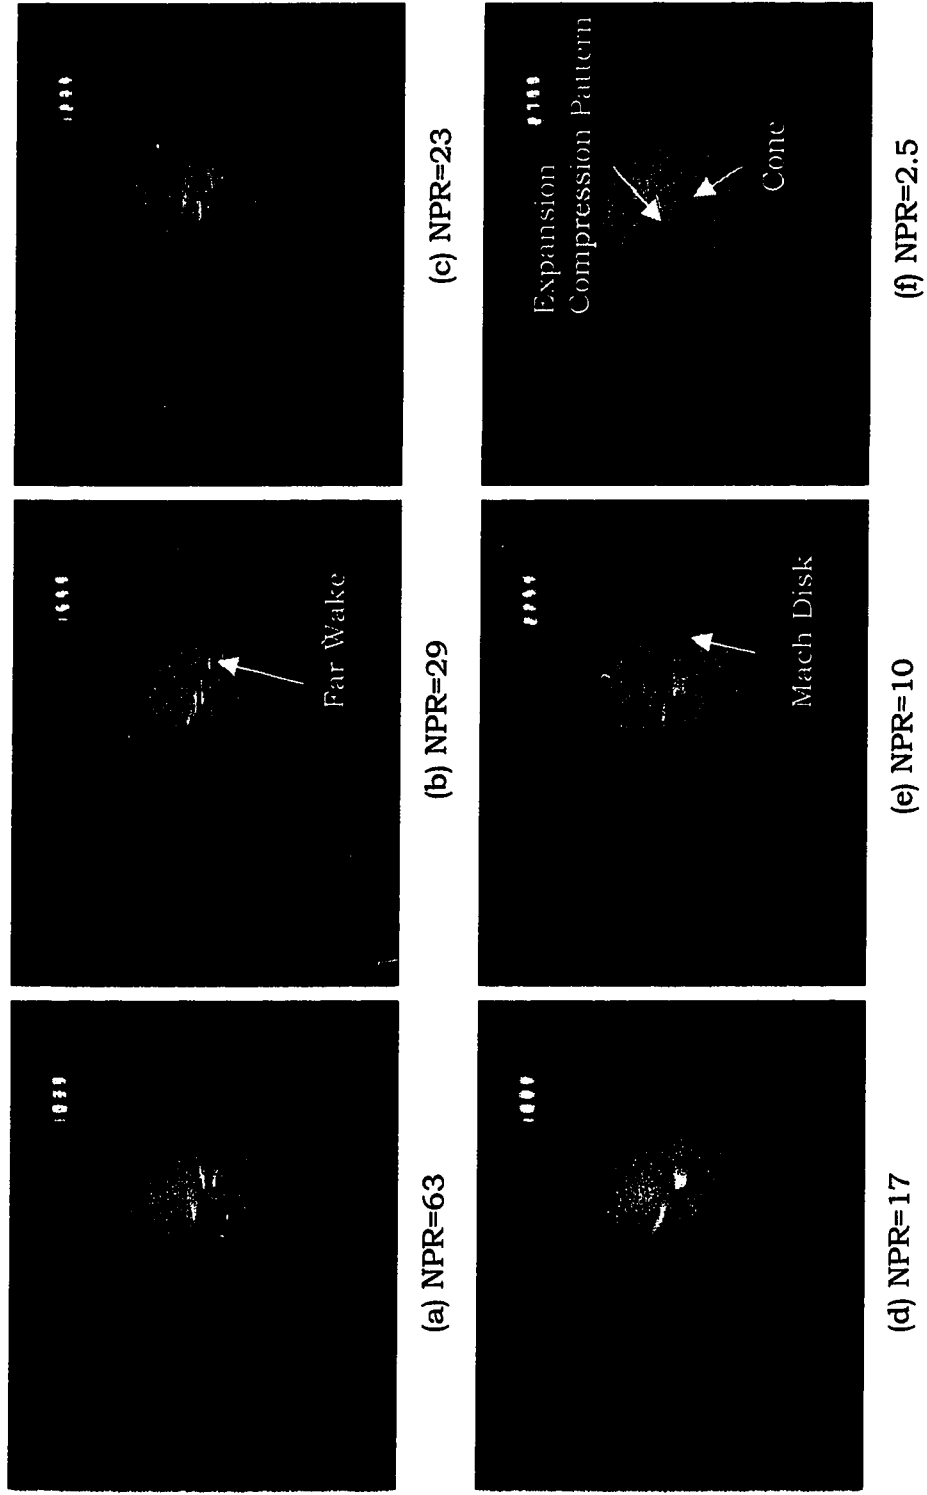 (a) NPR=63
Far Wake
(b) NPR=29
(c) NPR=23
(d) NPR=17
Mach Disk
(e) NPR=10
Expansion
Compression Pattern
Cone
(f) NPR=2.5